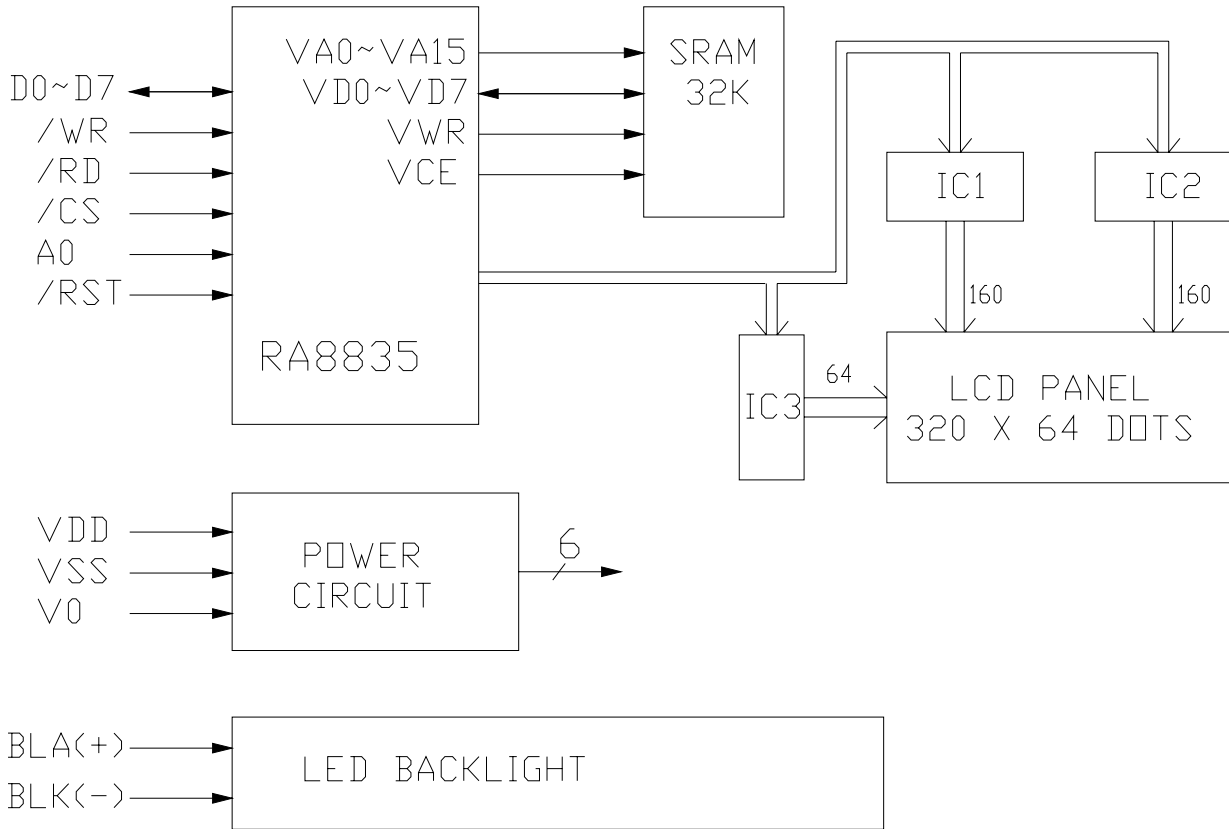 D0~D7
/WR
/RD
/CS
A0
/RST
VA0~VA15
VD0~VD7
VWR
VCE
RA8835
SRAM
32K
IC1
IC2
160
160
IC3
64
LCD PANEL
320 X 64 DOTS
VDD
VSS
V0
POWER
CIRCUIT
6
BLA(+)
BLK(-)
LED BACKLIGHT